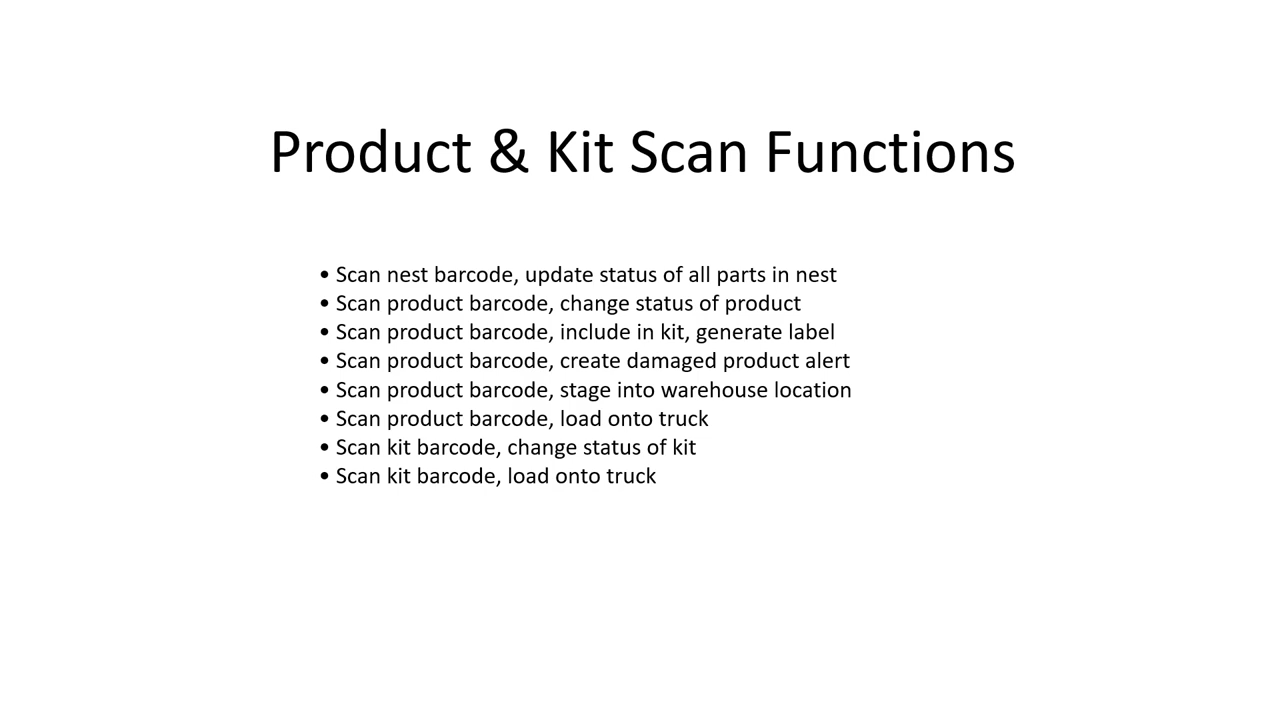 Product & Kit Scan Functions
• Scan nest barcode, update status of all parts in nest
• Scan product barcode, change status of product
• Scan product barcode, include in kit, generate label
• Scan product barcode, create damaged product alert
• Scan product barcode, stage into warehouse location
• Scan product barcode, load onto truck
• Scan kit barcode, change status of kit
• Scan kit barcode, load onto truck